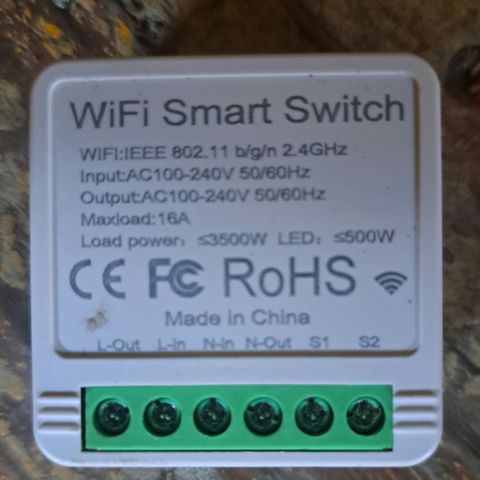 WiFi Smart Switch
WIFI:IEEE 802.11 b/g/n 2.4GHz
Input:AC100-240V 50/60Hz
Output:AC100-240V 50/60Hz
Maxload:16A
Load power: ≤3500W LED: ≤500W
CE FC RoHS
Made in China
L-Out L-in N-in N-Out S1 S2